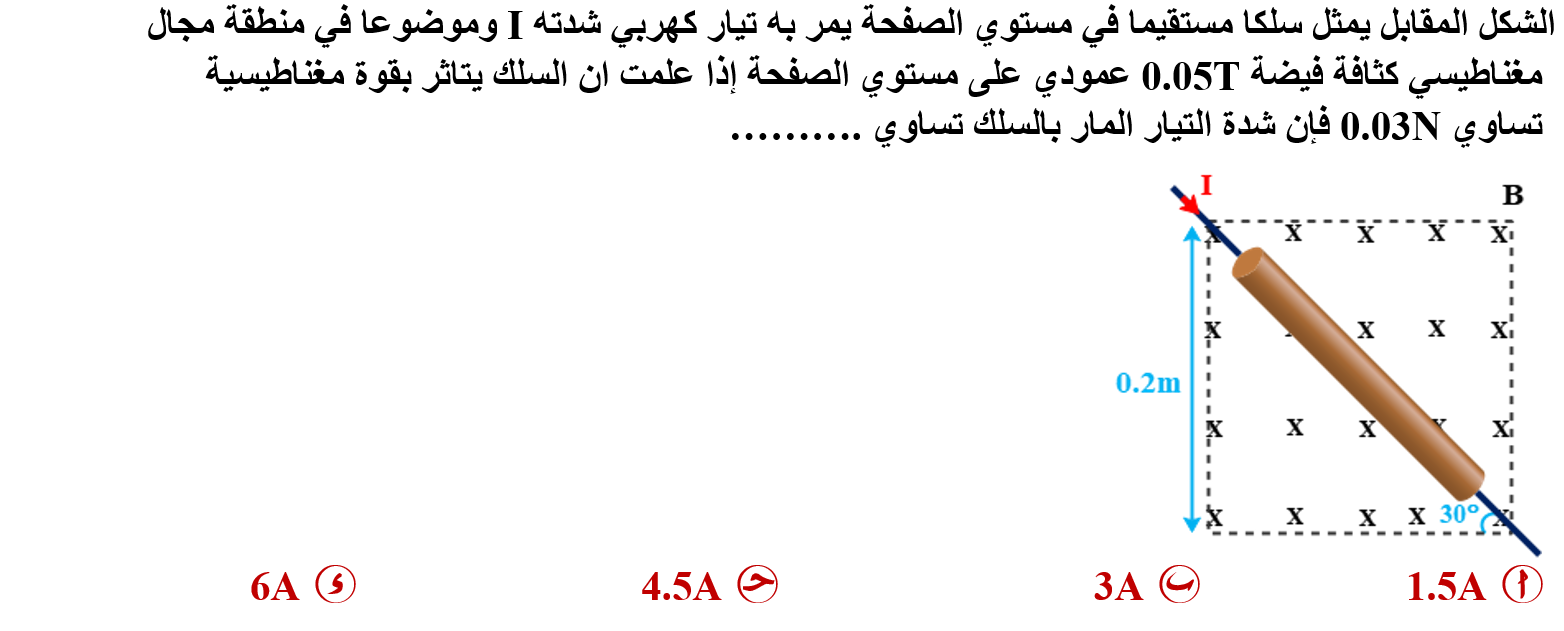 الشكل المقابل يمثل سلكا مستقيما في مستوي الصفحة يمر به تيار كهربي شدته I وموضوعا في منطقة مجال
مغناطيسي كثافة فيضة 0.05T عمودي على مستوي الصفحة إذا علمت ان السلك يتاثر بقوة مغناطيسية
تساوي 0.03N فإن شدة التيار المار بالسلك تساوي ..........
I
B
x x x x x
0.2m
x x x x
x x x x x
x x x x 30° x
أ 1.5A ب 3A حـ 4.5A د 6A